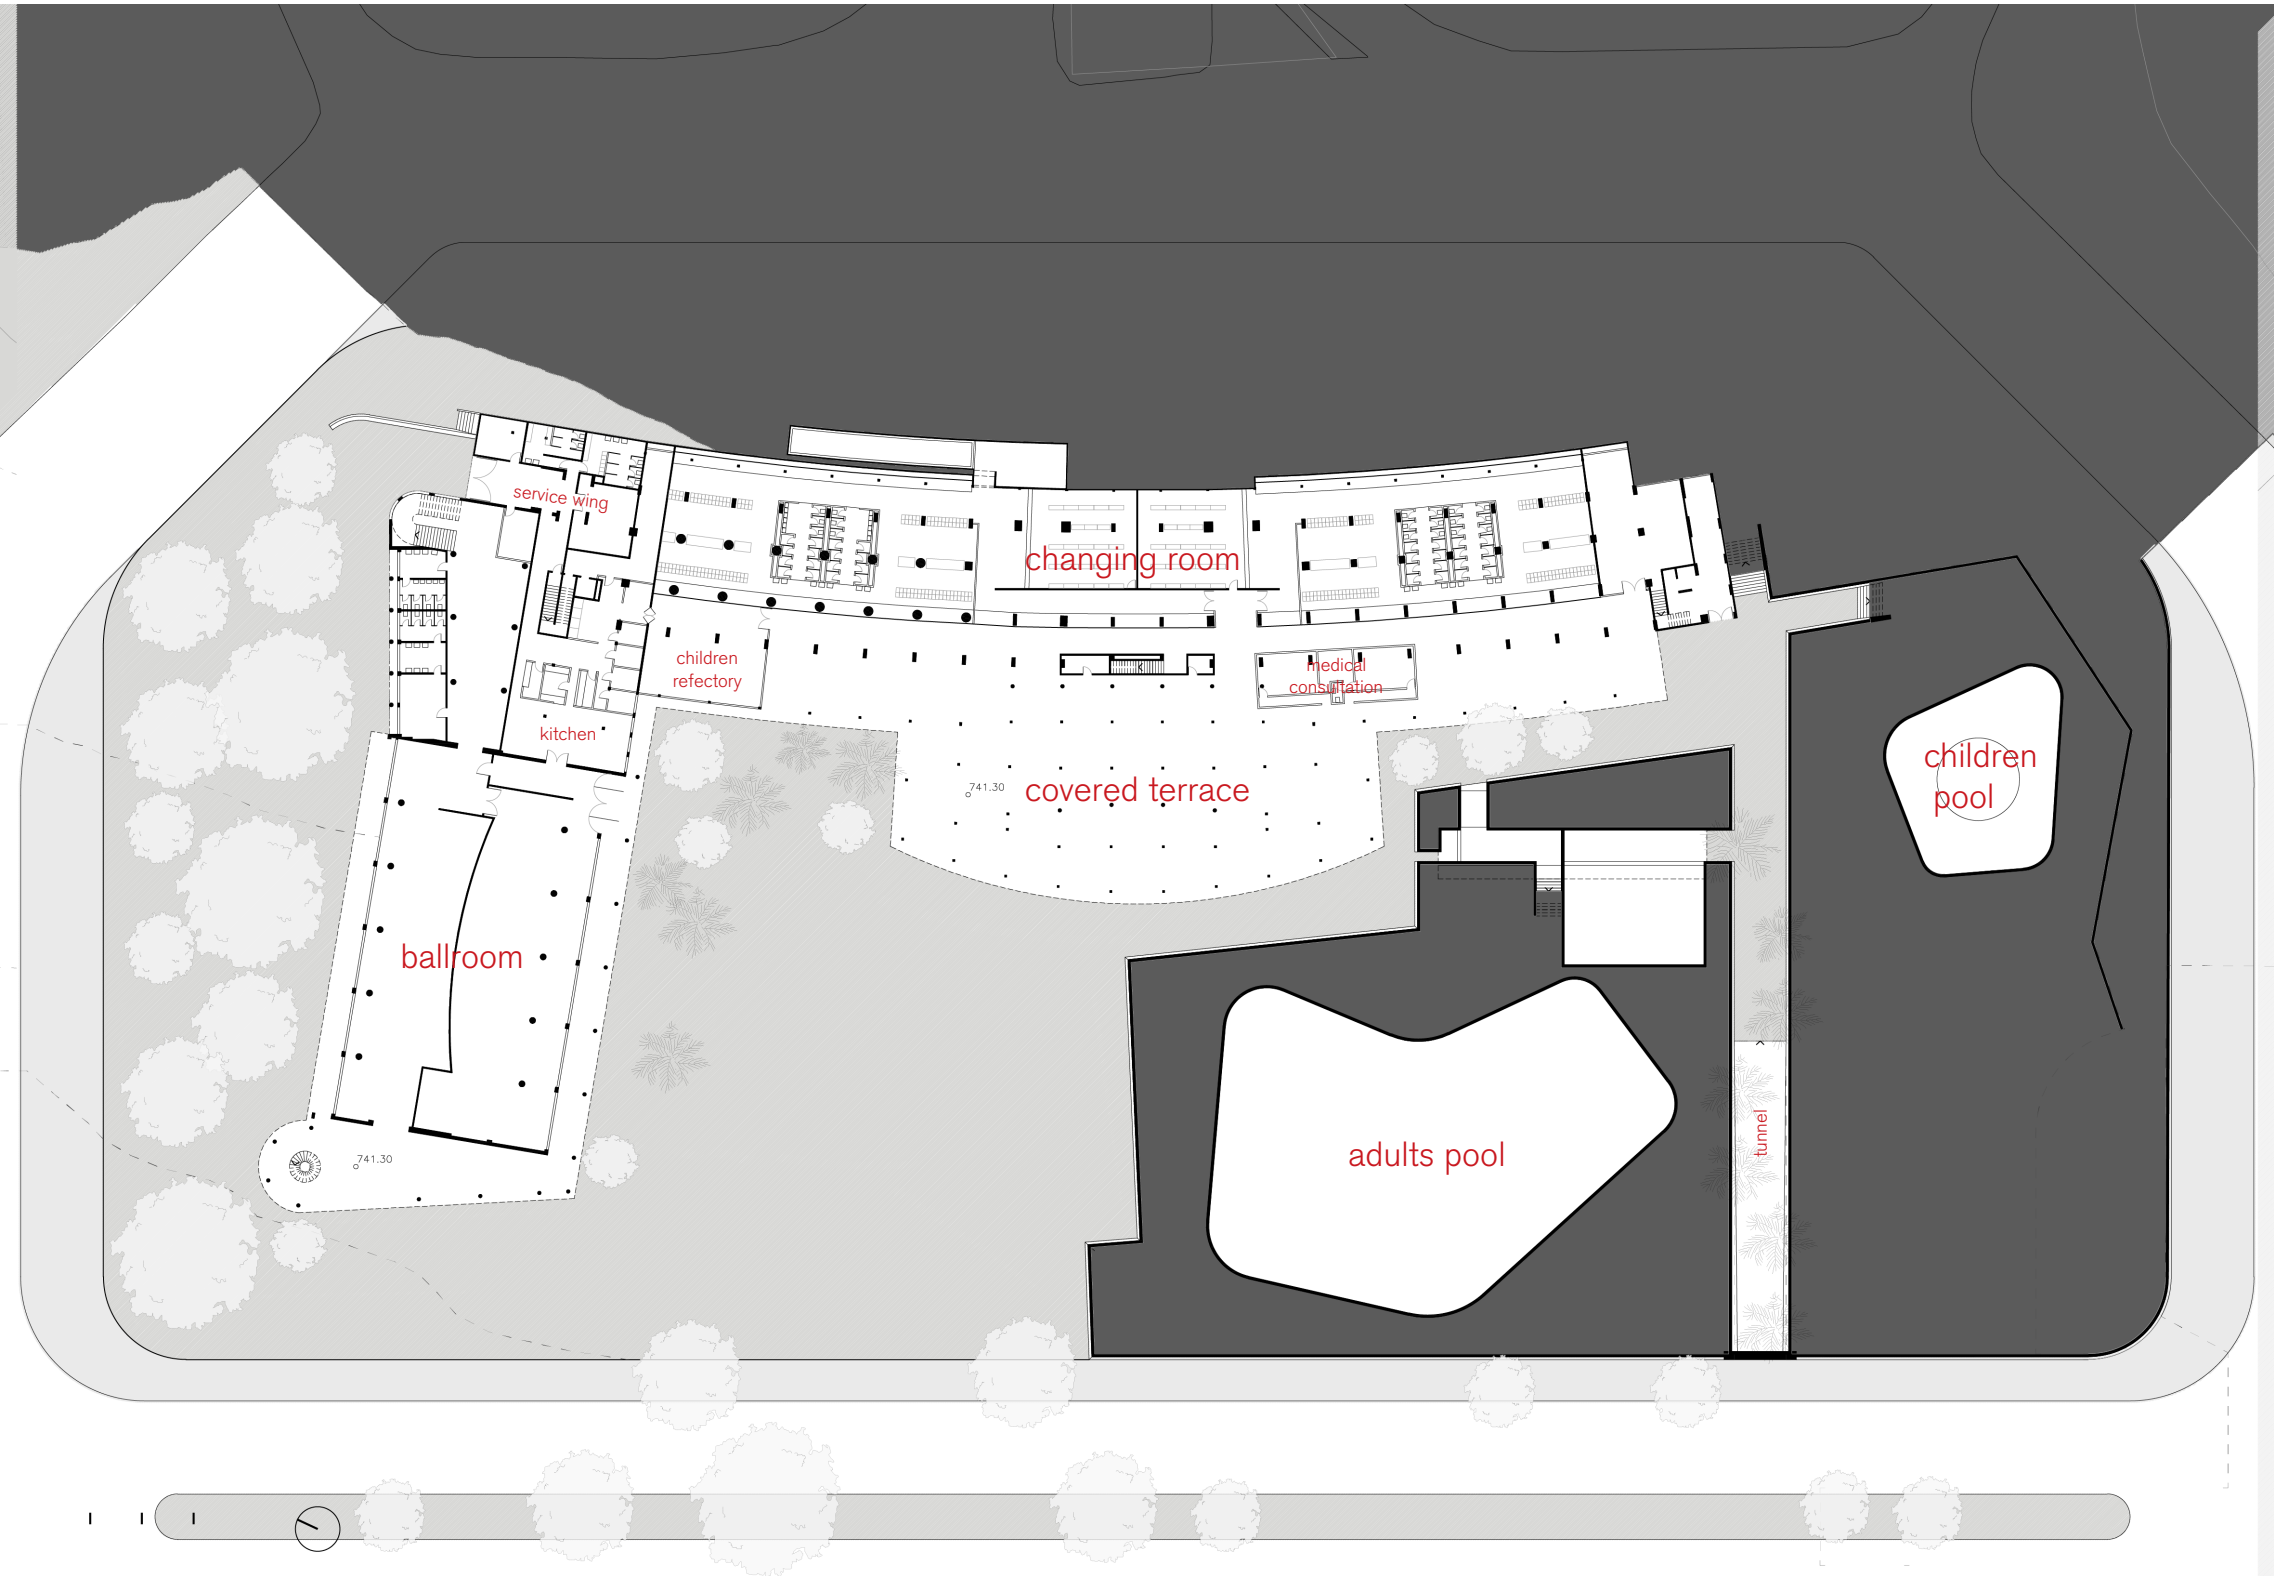 service wing
changing room
children
refectory
medical
consultation
kitchen
children
pool
741.30
covered terrace
ballroom
adults pool
tunnel
741.30